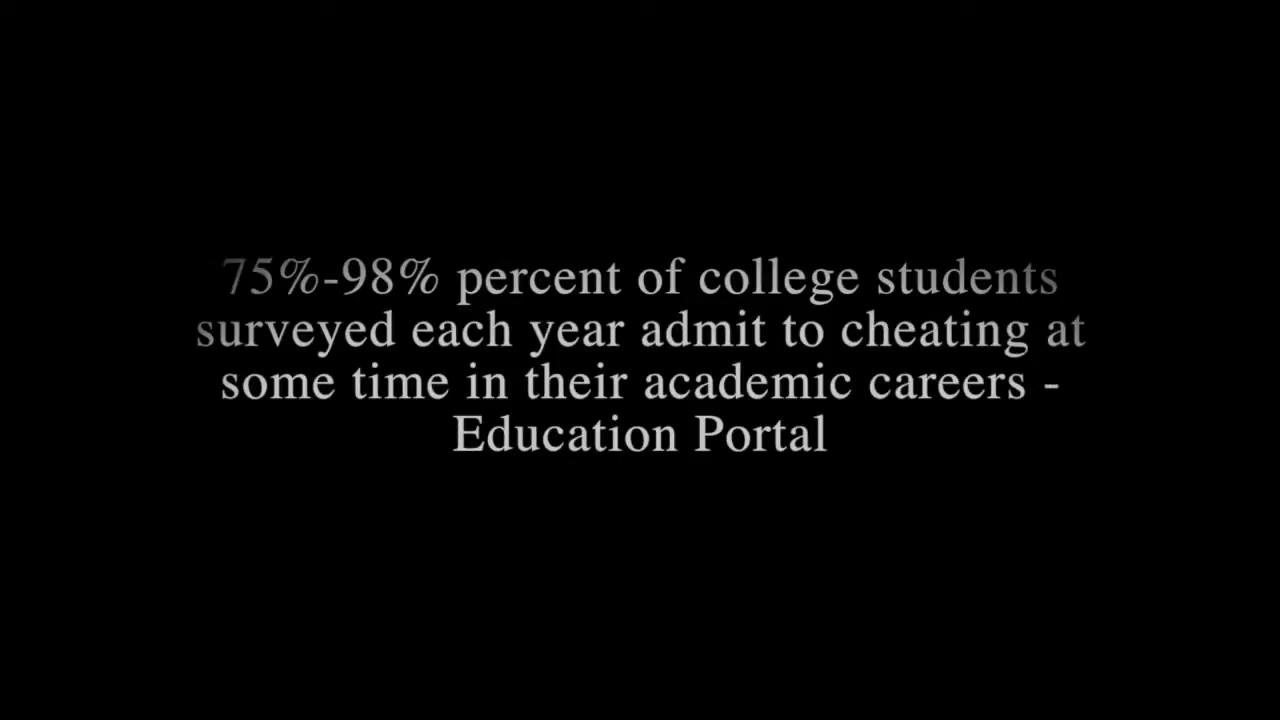 75%-98% percent of college students
surveyed each year admit to cheating at
some time in their academic careers -
Education Portal